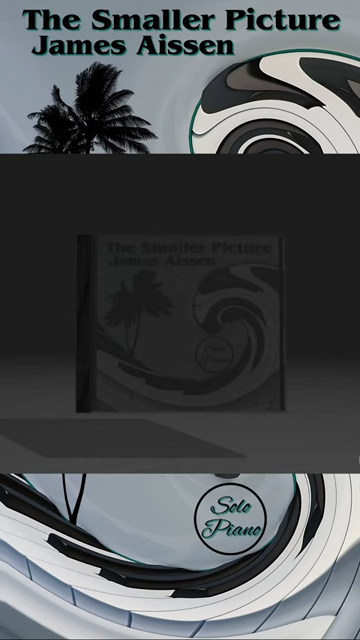 The Smaller Picture
James Aissen
The Smaller Picture
James Aissen
Solo
Piano
Solo
Piano